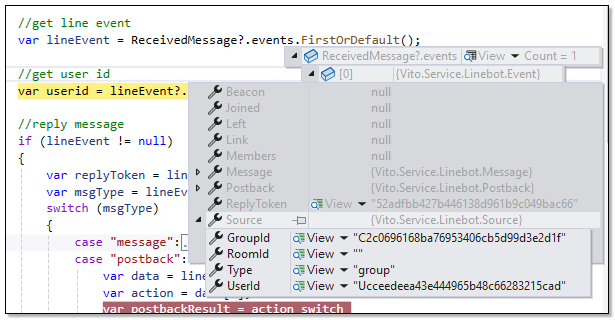 //get line event
var lineEvent = ReceivedMessage?.events.FirstOrDefault();
ReceivedMessage?.events View Count = 1
//get user id
[0] {Vito.Service.Linebot.Event}
var userid = lineEvent?.
Beacon null
Joined null
//reply message
Left null
if (lineEvent != null)
Link null
{
Members null
var replyToken = lin
Message {Vito.Service.Linebot.Message}
var msgType = lineEv
Postback {Vito.Service.Linebot.Postback}
switch (msgType)
ReplyToken View "52adfbb427b446138d961b9c049bac66"
{
Source {Vito.Service.Linebot.Source}
case "message":
GroupId View "C2c0696168ba76953406cb5d99d3e2d1f"
case "postback":
RoomId View ""
var data = line
Type View "group"
var action = dat
UserId View "Ucceedeea43e444965b48c66283215cad"
var postbackResult = action switch